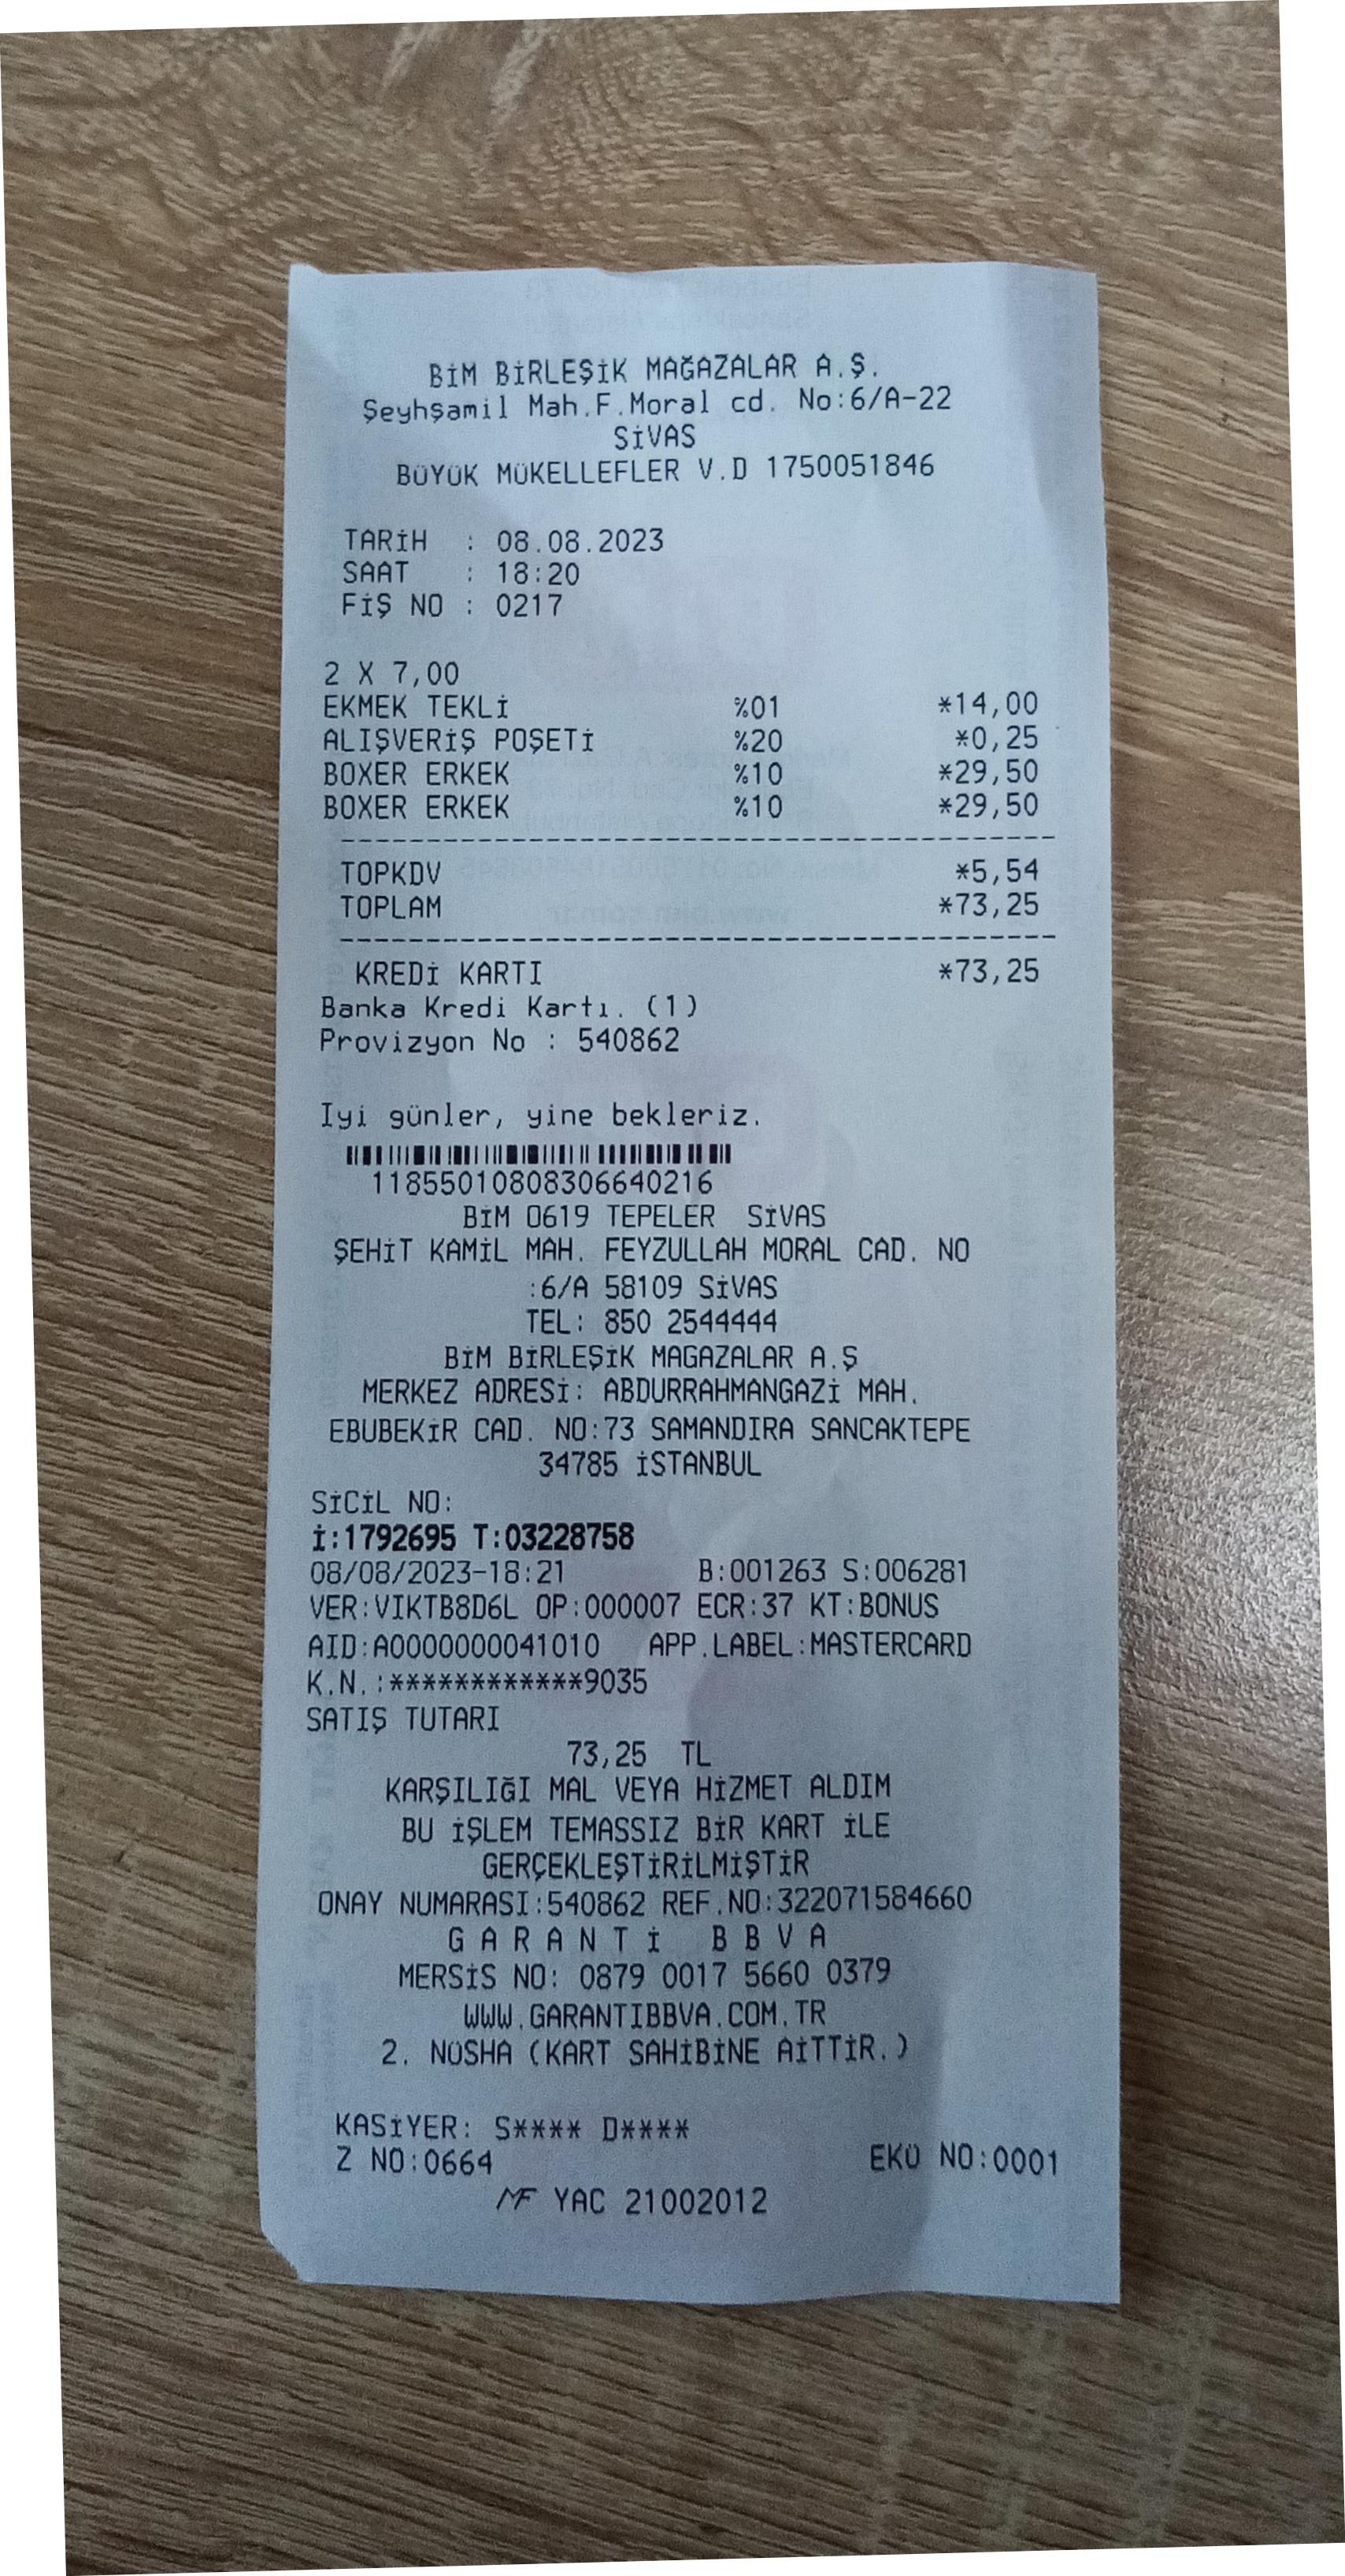 BİM BİRLEŞİK MAĞAZALAR A.Ş.
Şeyhşamil Mah.F.Moral cd. No:6/A-22
SİVAS
BÜYÜK MÜKELLEFLER V.D 1750051846
TARİH : 08.08.2023
SAAT : 18:20
FİŞ NO : 0217
2 X 7,00
EKMEK TEKLİ %01 *14,00
ALIŞVERİŞ POŞETİ %20 *0,25
BOXER ERKEK %10 *29,50
BOXER ERKEK %10 *29,50
TOPKDV *5,54
TOPLAM *73,25
KREDİ KARTI *73,25
Banka Kredi Kartı. (1)
Provizyon No : 540862
Iyi günler, yine bekleriz.
11855010808306640216
BİM 0619 TEPELER SİVAS
ŞEHİT KAMİL MAH. FEYZULLAH MORAL CAD. NO
:6/A 58109 SİVAS
TEL: 850 2544444
BİM BİRLEŞİK MAGAZALAR A.Ş
MERKEZ ADRESİ: ABDURRAHMANGAZİ MAH.
EBUBEKİR CAD. NO:73 SAMANDIRA SANCAKTEPE
34785 İSTANBUL
SİCİL NO:
İ:1792695 T:03228758
08/08/2023-18:21 B:001263 S:006281
VER:VIKTB8D6L OP:000007 ECR:37 KT:BONUS
AID:A0000000041010 APP.LABEL:MASTERCARD
K.N.:************9035
SATIŞ TUTARI
73,25 TL
KARŞILIĞI MAL VEYA HİZMET ALDIM
BU İŞLEM TEMASSIZ BİR KART İLE
GERÇEKLEŞTİRİLMİŞTİR
ONAY NUMARASI:540862 REF.NO:322071584660
GARANTİ BBVA
MERSİS NO: 0879 0017 5660 0379
WWW.GARANTIBBVA.COM.TR
2. NÜSHA (KART SAHİBİNE AİTTİR.)
KASİYER: S**** D****
Z NO:0664 EKÜ NO:0001
MF YAC 21002012